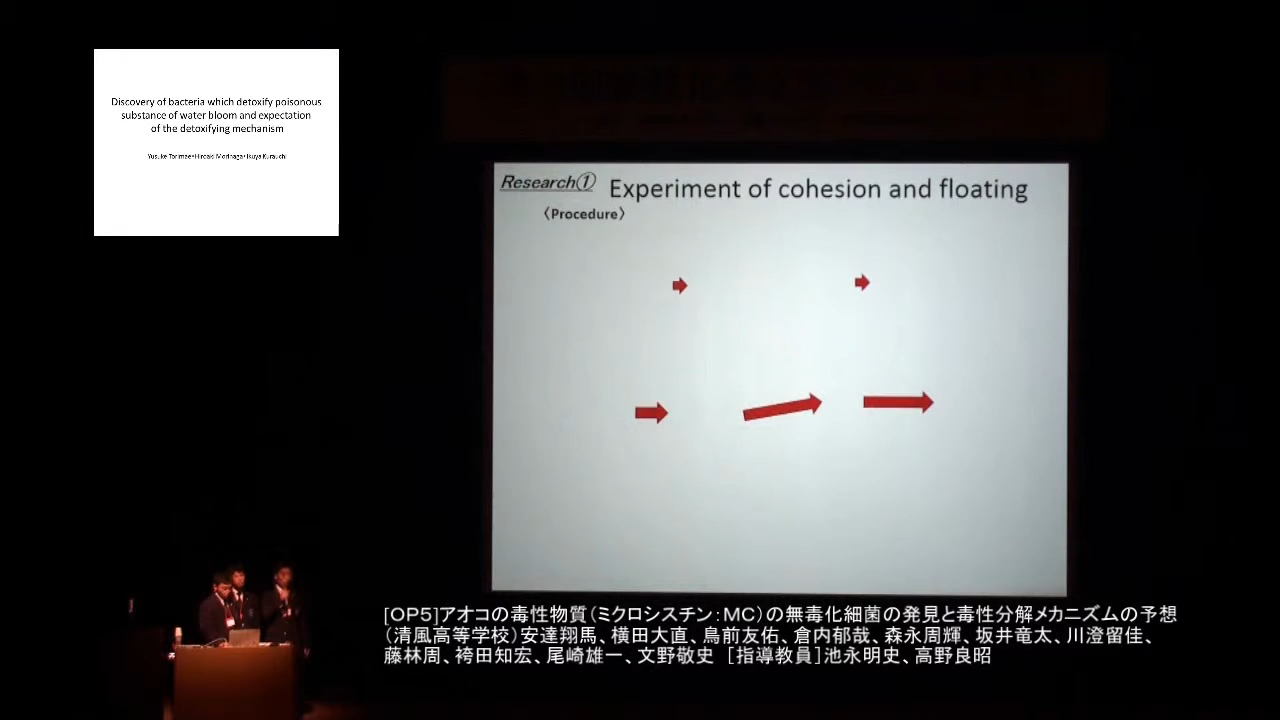 Discovery of bacteria which detoxify poisonous
substance of water bloom and expectation
of the detoxifying mechanism
Yusuke Torimae・Hiroaki Morinaga・Ikuya Kurauchi
Research①
Experiment of cohesion and floating
〈Procedure〉
[OP5]アオコの毒性物質（ミクロシスチン：MC）の無毒化細菌の発見と毒性分解メカニズムの予想
（清風高等学校）安達翔馬、横田大直、鳥前友佑、倉内郁哉、森永周輝、坂井竜太、川澄留佳、
藤林周、袴田知宏、尾崎雄一、文野敬史 ［指導教員］池永明史、高野良昭